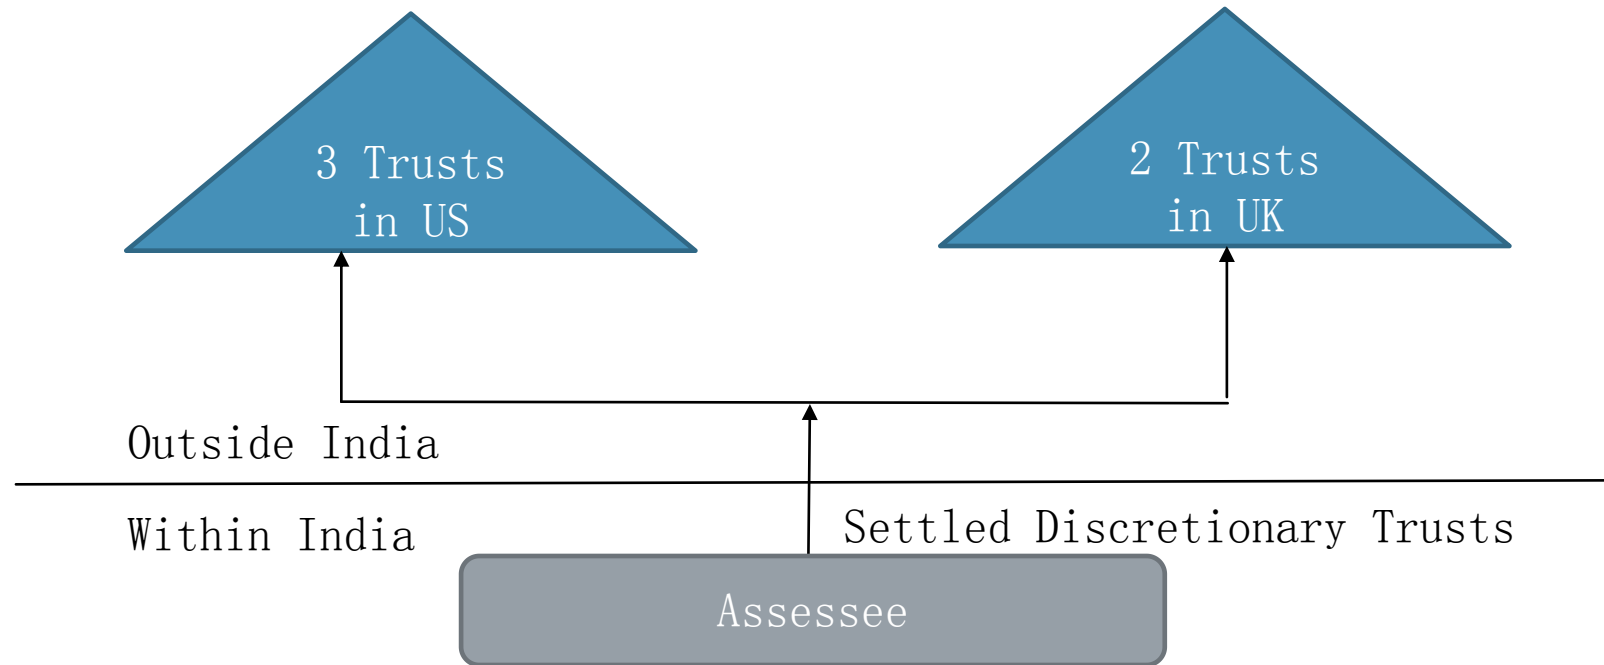 3 Trusts
in US
2 Trusts
in UK
Outside India
Within India
Settled Discretionary Trusts
Assessee